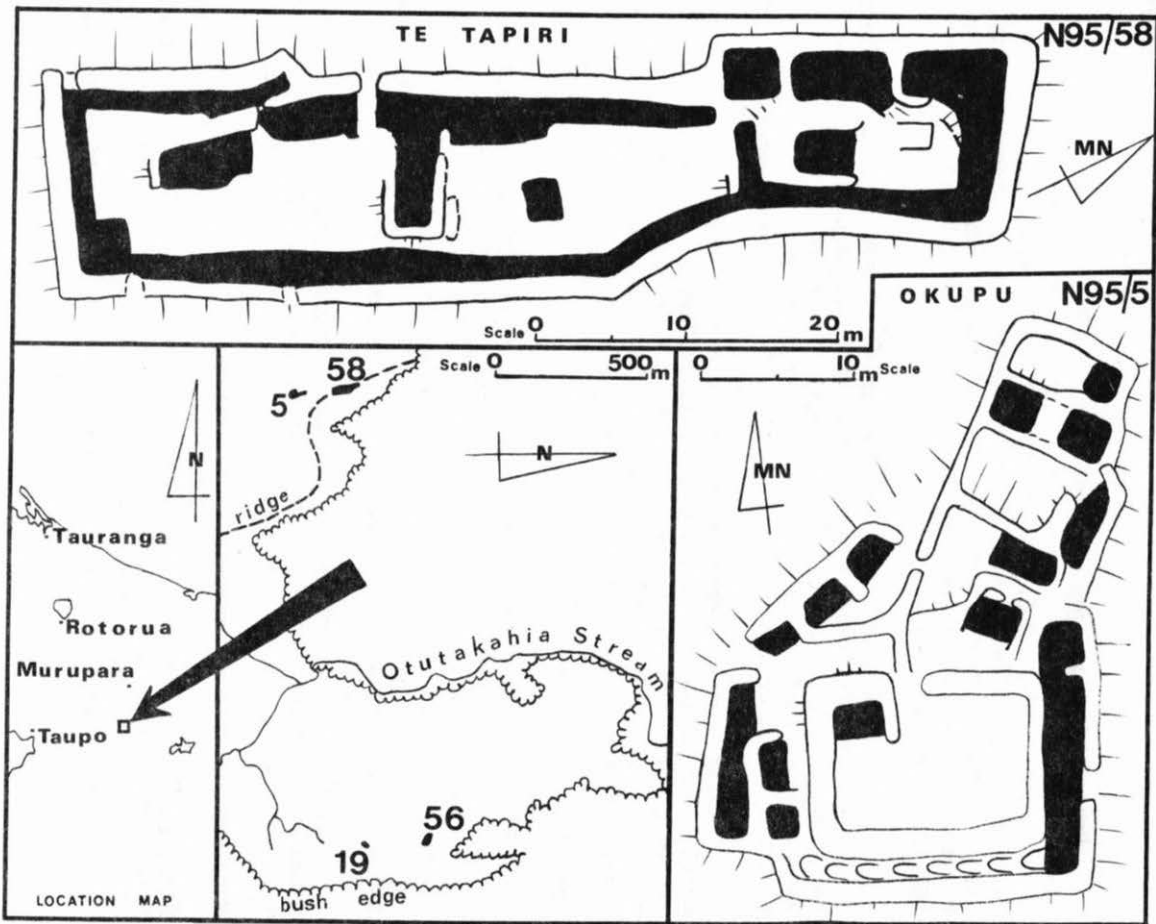 TE TAPIRI
N95/58
MN
Scale 0 10 20 m
OKUPU N95/5
N
Tauranga
Rotorua
Murupara
Taupo
LOCATION MAP
Scale 0 500m
58
5
ridge
N
Otutakahia Stream
56
19
bush edge
0 10 m Scale
MN